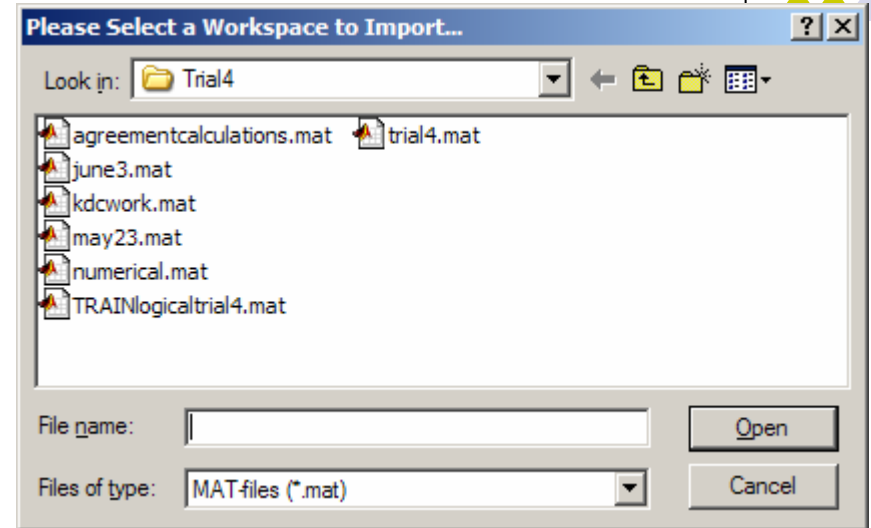 Please Select a Workspace to Import...
Look in: Trial4
agreementcalculations.mat trial4.mat
june3.mat
kdcwork.mat
may23.mat
numerical.mat
TRAINlogicaltrial4.mat
File name: Open
Files of type: MAT-files (*.mat) Cancel